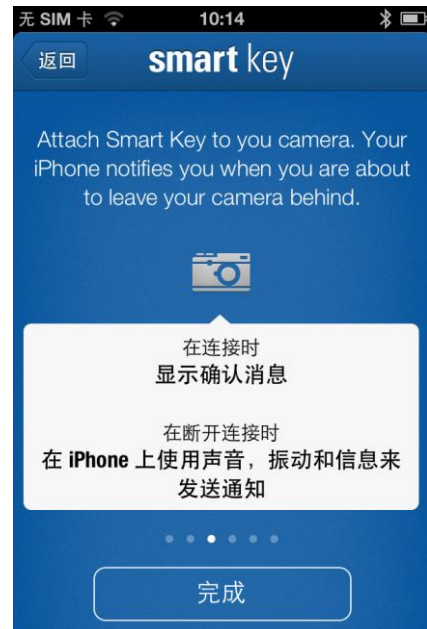 无 SIM 卡 10:14
返回 smart key
Attach Smart Key to you camera. Your
iPhone notifies you when you are about
to leave your camera behind.
在连接时
显示确认消息
在断开连接时
在 iPhone 上使用声音，振动和信息来
发送通知
完成